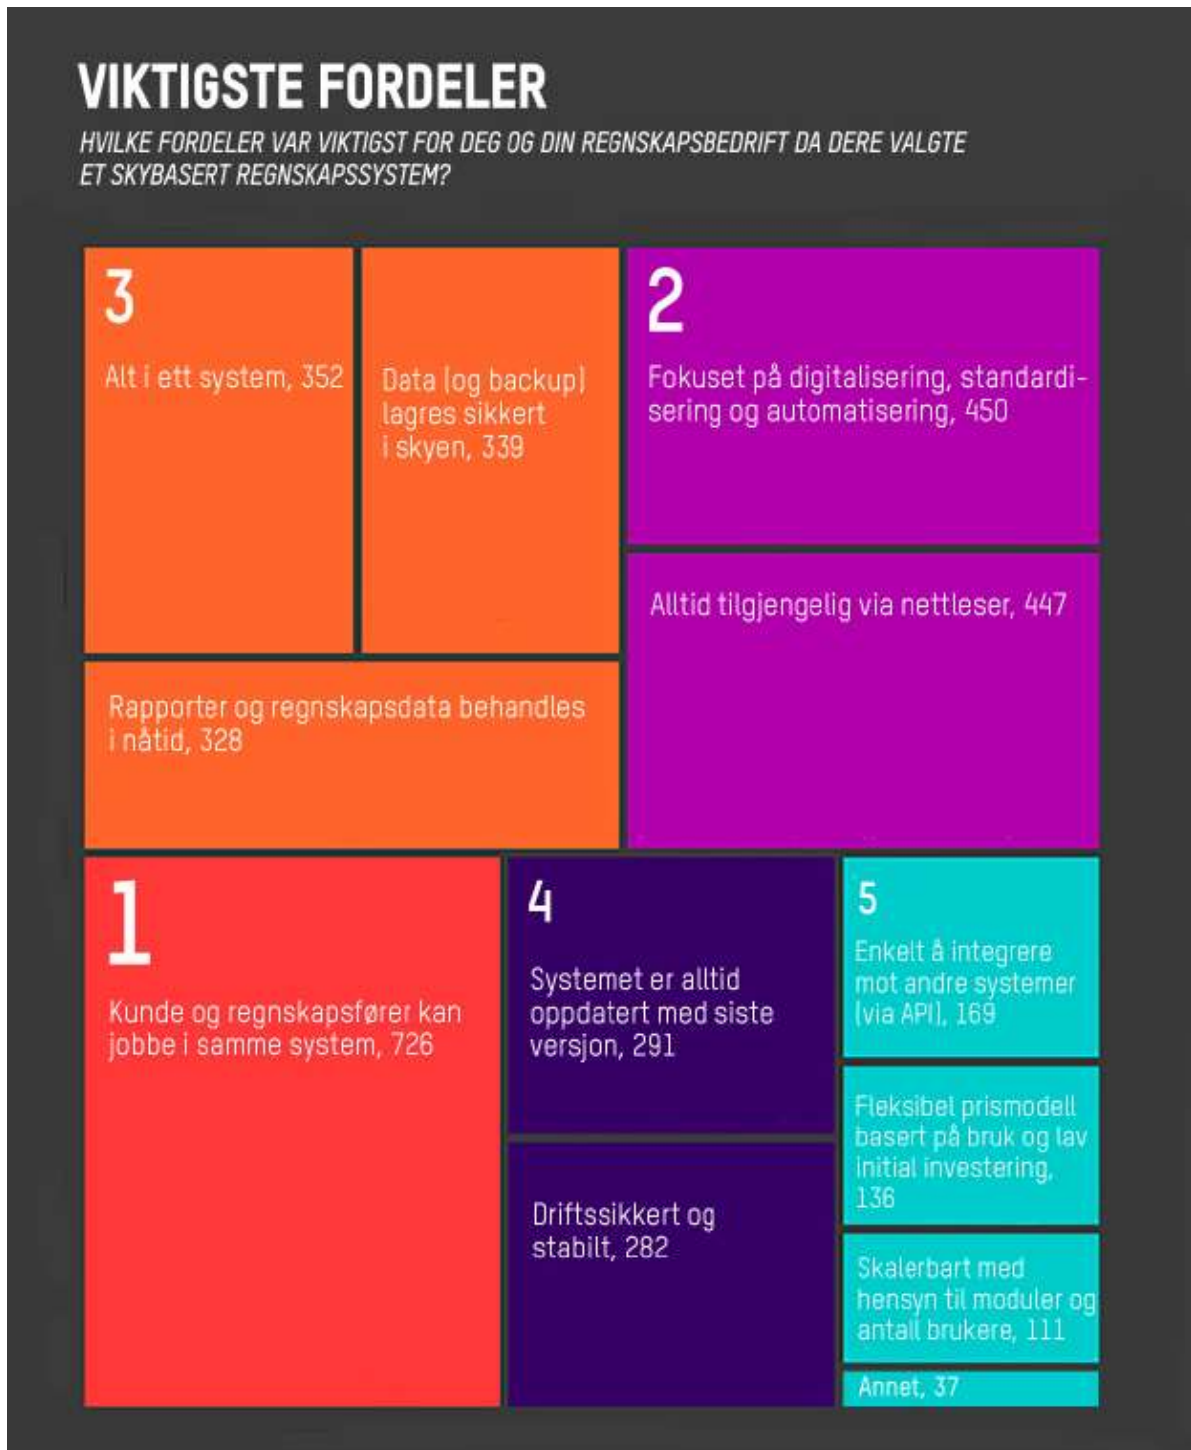 VIKTIGSTE FORDELER
HVILKE FORDELER VAR VIKTIGST FOR DEG OG DIN REGNSKAPSBEDRIFT DA DERE VALGTE
ET SKYBASERT REGNSKAPSSYSTEM?
3
Alt i ett system, 352
Data (og backup)
lagres sikkert
i skyen, 339
Rapporter og regnskapsdata behandles
i nåtid, 328
2
Fokuset på digitalisering, standardi-
sering og automatisering, 450
Alltid tilgjengelig via nettleser, 447
1
Kunde og regnskapsfører kan
jobbe i samme system, 726
4
Systemet er alltid
oppdatert med siste
versjon, 291
Driftssikkert og
stabilt, 282
5
Enkelt å integrere
mot andre systemer
(via API), 169
Fleksibel prismodell
basert på bruk og lav
initial investering,
136
Skalerbart med
hensyn til moduler og
antall brukere, 111
Annet, 37